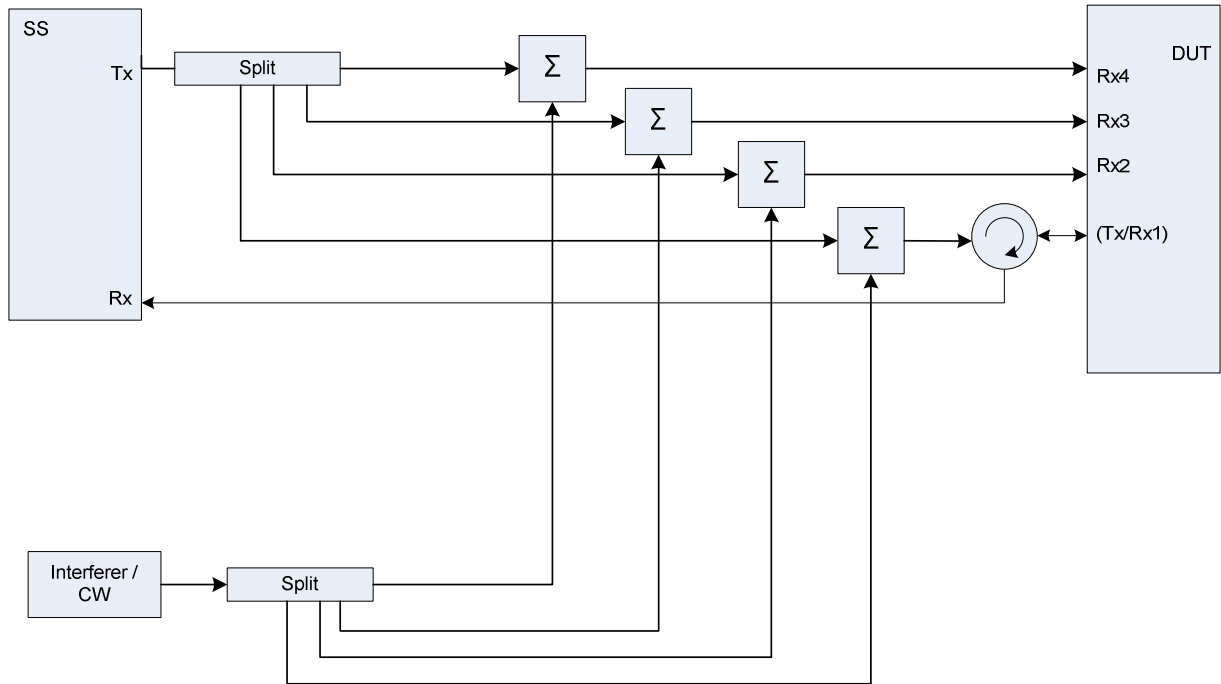 SS
DUT
Tx
Split
Σ
Rx4
Σ
Rx3
Σ
Rx2
Σ
(Tx/Rx1)
Rx
Interferer /
CW
Split